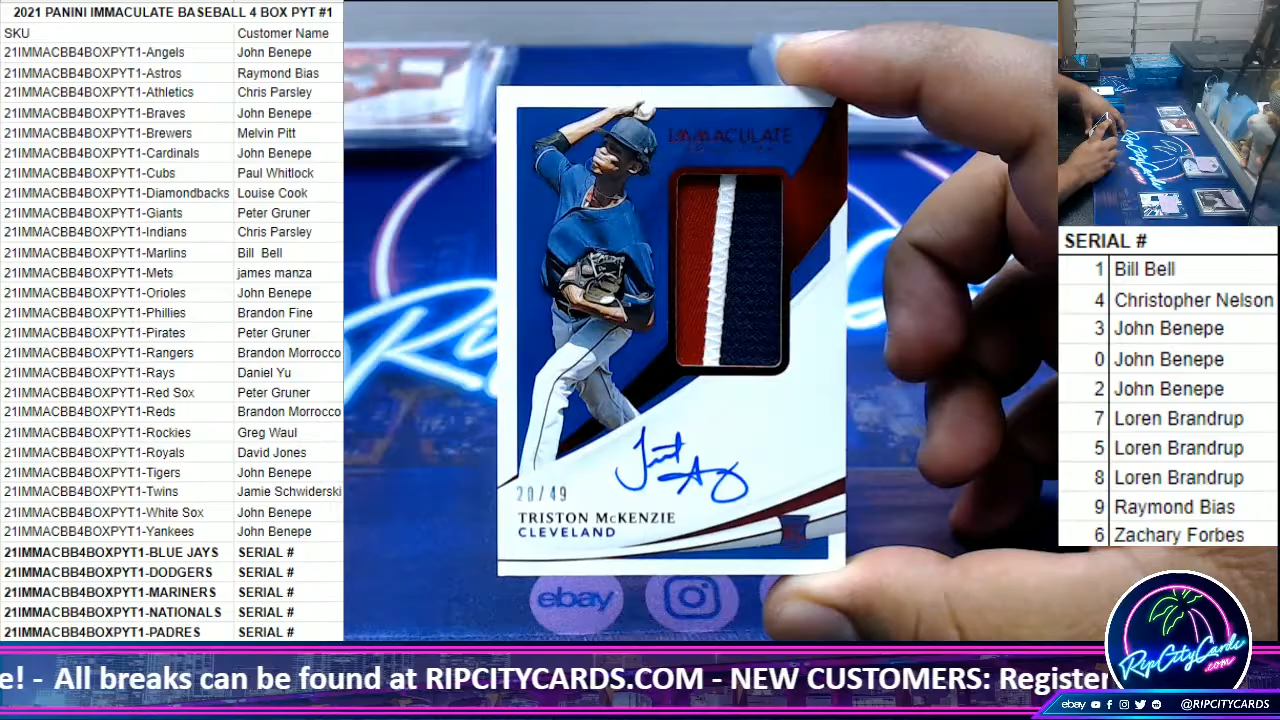 2021 PANINI IMMACULATE BASEBALL 4 BOX PYT #1
SKU Customer Name
21IMMACBB4BOXPYT1-Angels John Benepe
21IMMACBB4BOXPYT1-Astros Raymond Bias
21IMMACBB4BOXPYT1-Athletics Chris Parsley
21IMMACBB4BOXPYT1-Braves John Benepe
21IMMACBB4BOXPYT1-Brewers Melvin Pitt
21IMMACBB4BOXPYT1-Cardinals John Benepe
21IMMACBB4BOXPYT1-Cubs Paul Whitlock
21IMMACBB4BOXPYT1-Diamondbacks Louise Cook
21IMMACBB4BOXPYT1-Giants Peter Gruner
21IMMACBB4BOXPYT1-Indians Chris Parsley
21IMMACBB4BOXPYT1-Marlins Bill Bell
21IMMACBB4BOXPYT1-Mets james manza
21IMMACBB4BOXPYT1-Orioles John Benepe
21IMMACBB4BOXPYT1-Phillies Brandon Fine
21IMMACBB4BOXPYT1-Pirates Peter Gruner
21IMMACBB4BOXPYT1-Rangers Brandon Morrocco
21IMMACBB4BOXPYT1-Rays Daniel Yu
21IMMACBB4BOXPYT1-Red Sox Peter Gruner
21IMMACBB4BOXPYT1-Reds Brandon Morrocco
21IMMACBB4BOXPYT1-Rockies Greg Waul
21IMMACBB4BOXPYT1-Royals David Jones
21IMMACBB4BOXPYT1-Tigers John Benepe
21IMMACBB4BOXPYT1-Twins Jamie Schwiderski
21IMMACBB4BOXPYT1-White Sox John Benepe
21IMMACBB4BOXPYT1-Yankees John Benepe
21IMMACBB4BOXPYT1-BLUE JAYS SERIAL #
21IMMACBB4BOXPYT1-DODGERS SERIAL #
21IMMACBB4BOXPYT1-MARINERS SERIAL #
21IMMACBB4BOXPYT1-NATIONALS SERIAL #
21IMMACBB4BOXPYT1-PADRES SERIAL #
IMMACULATE
20/49
TRISTON McKENZIE
CLEVELAND
ebay
SERIAL #
1 Bill Bell
4 Christopher Nelson
3 John Benepe
0 John Benepe
2 John Benepe
7 Loren Brandrup
5 Loren Brandrup
8 Loren Brandrup
9 Raymond Bias
6 Zachary Forbes
RipCityCards
.com
e! - All breaks can be found at RIPCITYCARDS.COM - NEW CUSTOMERS: Register
ebay @RIPCITYCARDS